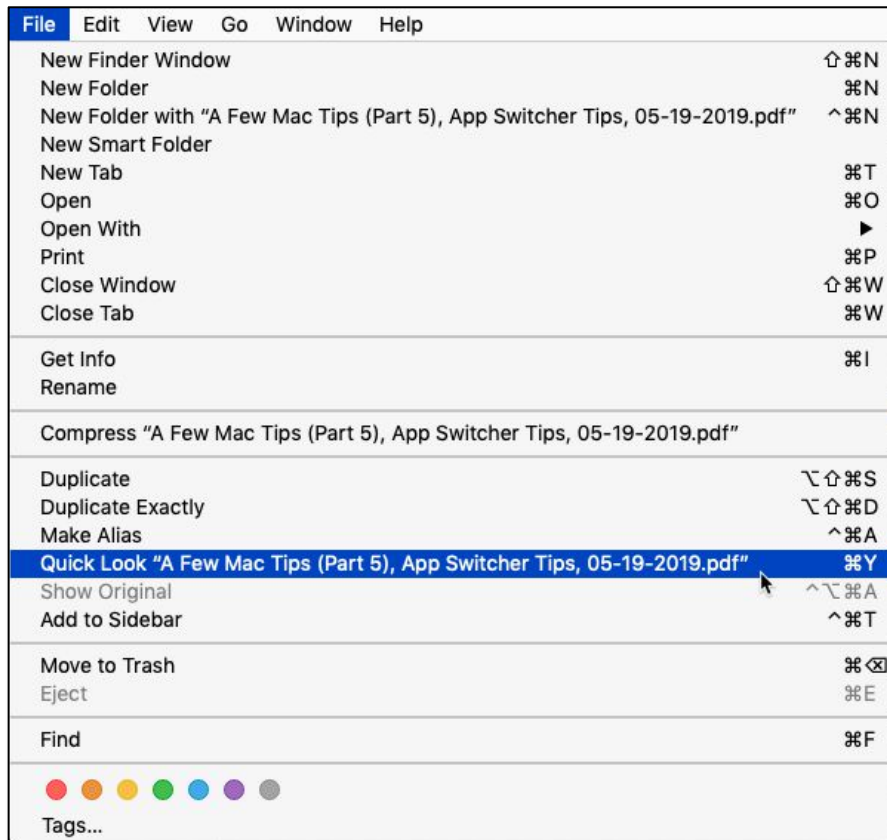 File Edit View Go Window Help
New Finder Window ⇧⌘N
New Folder ⌘N
New Folder with “A Few Mac Tips (Part 5), App Switcher Tips, 05-19-2019.pdf” ^⌘N
New Smart Folder
New Tab ⌘T
Open ⌘O
Open With ▶
Print ⌘P
Close Window ⇧⌘W
Close Tab ⌘W
Get Info ⌘I
Rename
Compress “A Few Mac Tips (Part 5), App Switcher Tips, 05-19-2019.pdf”
Duplicate ⌥⇧⌘S
Duplicate Exactly ⌥⇧⌘D
Make Alias ^⌘A
Quick Look “A Few Mac Tips (Part 5), App Switcher Tips, 05-19-2019.pdf” ⌘Y
Show Original ^⌥⌘A
Add to Sidebar ^⌘T
Move to Trash ⌘⌫
Eject ⌘E
Find ⌘F
Tags...